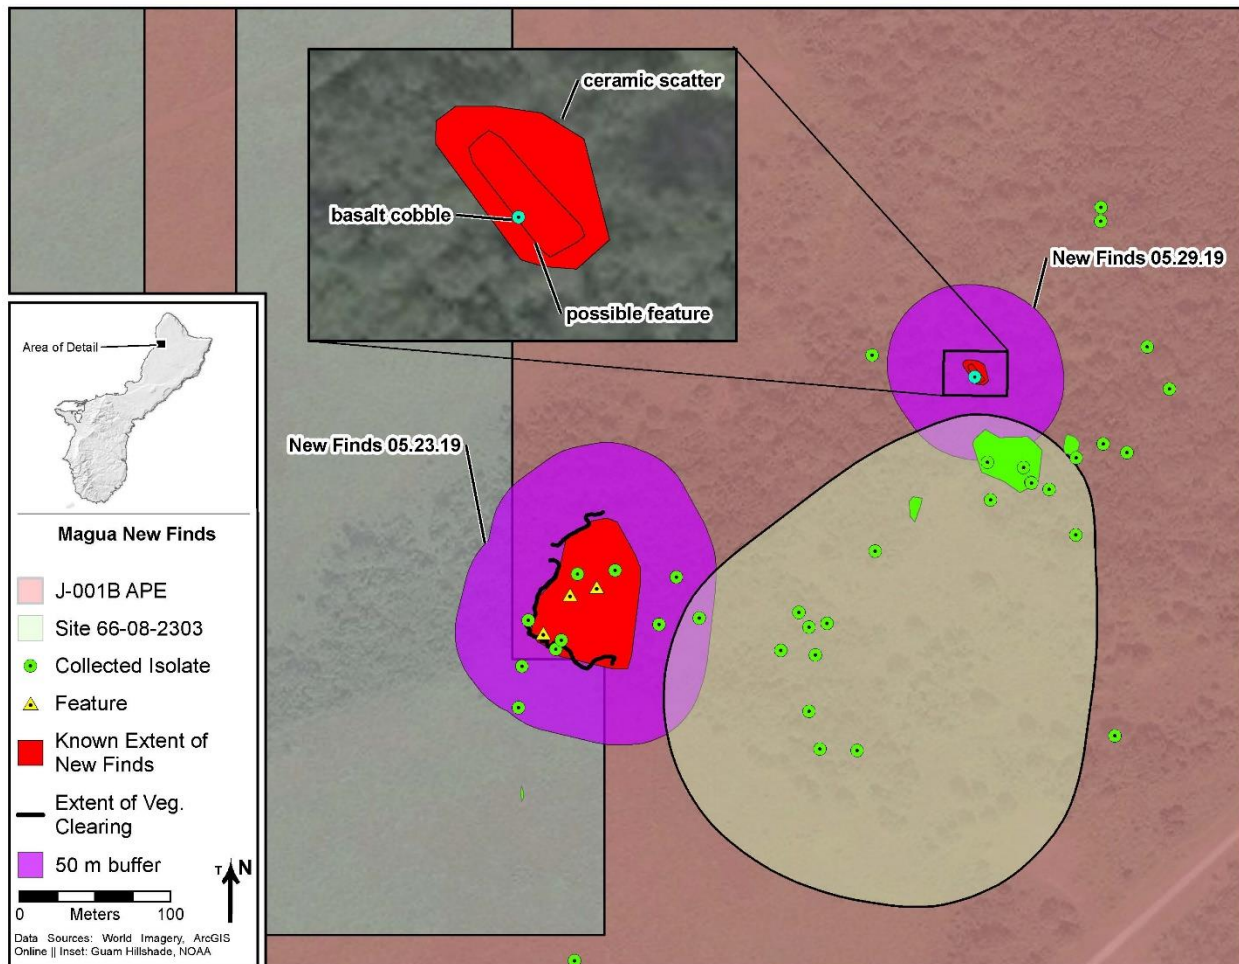 ceramic scatter
basalt cobble
possible feature
New Finds 05.29.19
New Finds 05.23.19
Area of Detail
Magua New Finds
J-001B APE
Site 66-08-2303
Collected Isolate
Feature
Known Extent of
New Finds
Extent of Veg.
Clearing
50 m buffer
T N
0 Meters 100
Data Sources: World Imagery, ArcGIS
Online || Inset: Guam Hillshade, NOAA